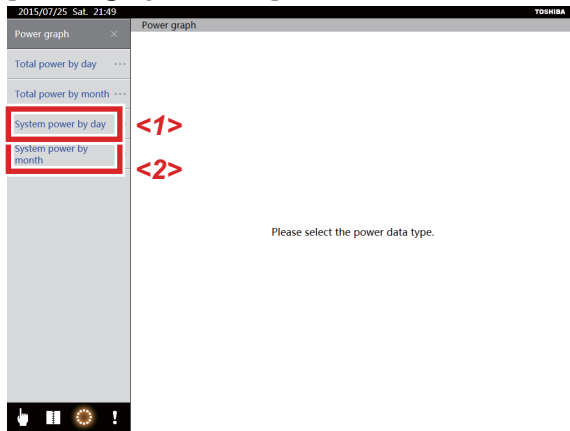 2015/07/25 Sat. 21:49
TOSHIBA
Power graph
Power graph
Total power by day
Total power by month
System power by day
<1>
System power by
month
<2>
Please select the power data type.